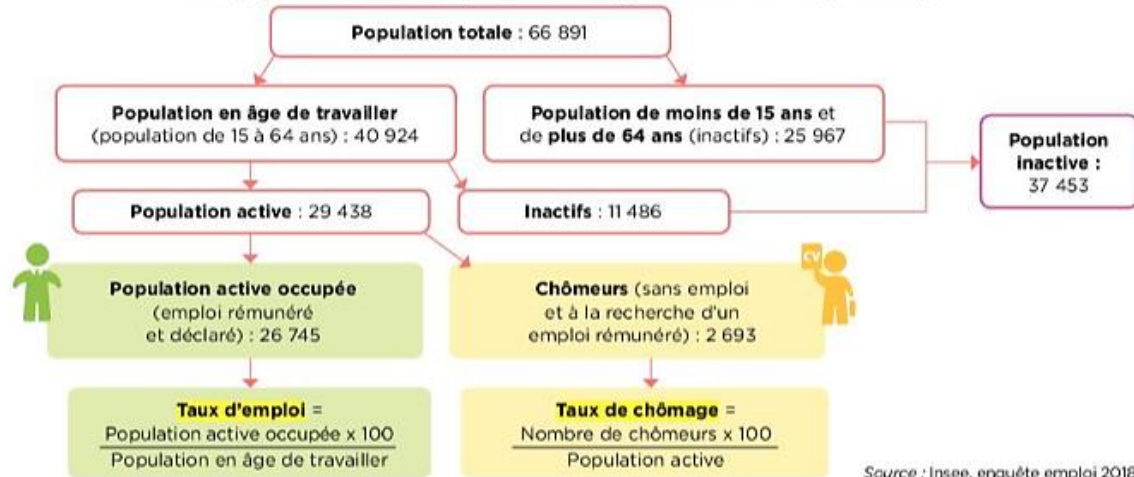 Population totale : 66 891
Population en âge de travailler
(population de 15 à 64 ans) : 40 924
Population de moins de 15 ans et
de plus de 64 ans (inactifs) : 25 967
Population
inactive :
37 453
Population active : 29 438
Inactifs : 11 486
Population active occupée
(emploi rémunéré
et déclaré) : 26 745
Chômeurs (sans emploi
et à la recherche d'un
emploi rémunéré) : 2 693
CV
Taux d'emploi =
Population active occupée x 100
Population en âge de travailler
Taux de chômage =
Nombre de chômeurs x 100
Population active
Source : Insee, enquête emploi 2018